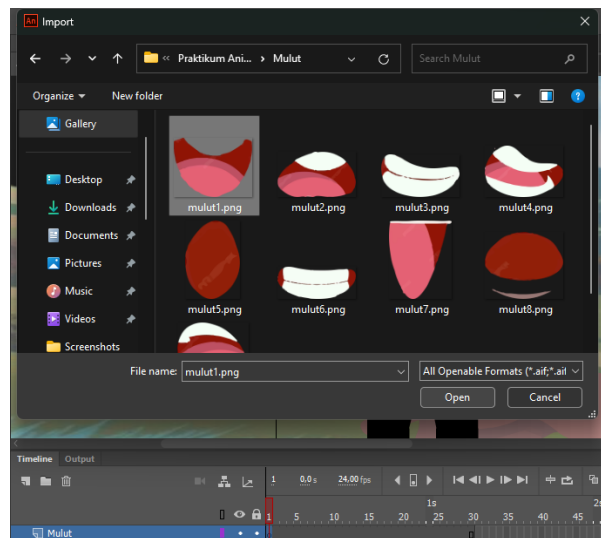 An Import
Praktikum Ani... > Mulut
Search Mulut
Organize
New folder
Gallery
Desktop
Downloads
Documents
Pictures
Music
Videos
Screenshots
mulut1.png
mulut2.png
mulut3.png
mulut4.png
mulut5.png
mulut6.png
mulut7.png
mulut8.png
File name: mulut1.png
All Openable Formats (*.aif;*.aif
Open
Cancel
Timeline Output
1 0,0 s 24,00 fps
1s 2s
1 5 10 15 20 25 30 35 40 45
Mulut